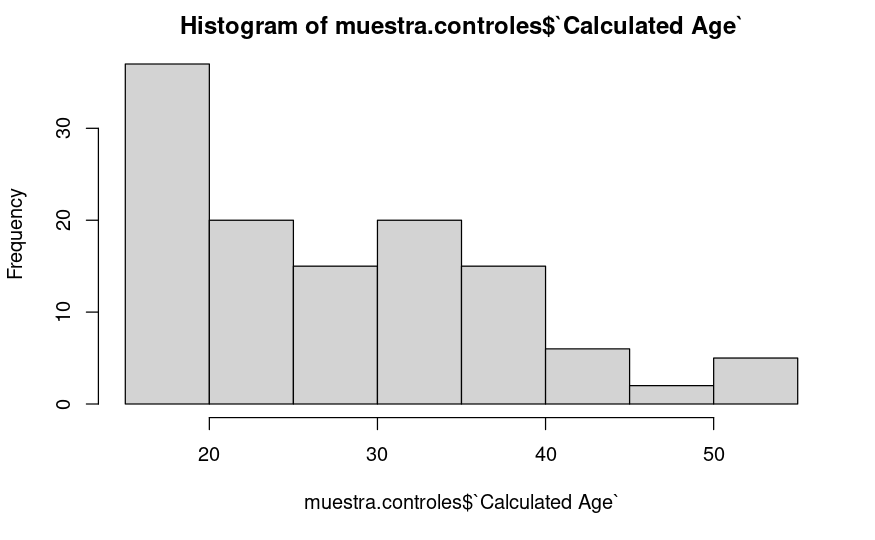 Histogram of muestra.controles$`Calculated Age`
Frequency
30
20
10
0
20 30 40 50
muestra.controles$`Calculated Age`